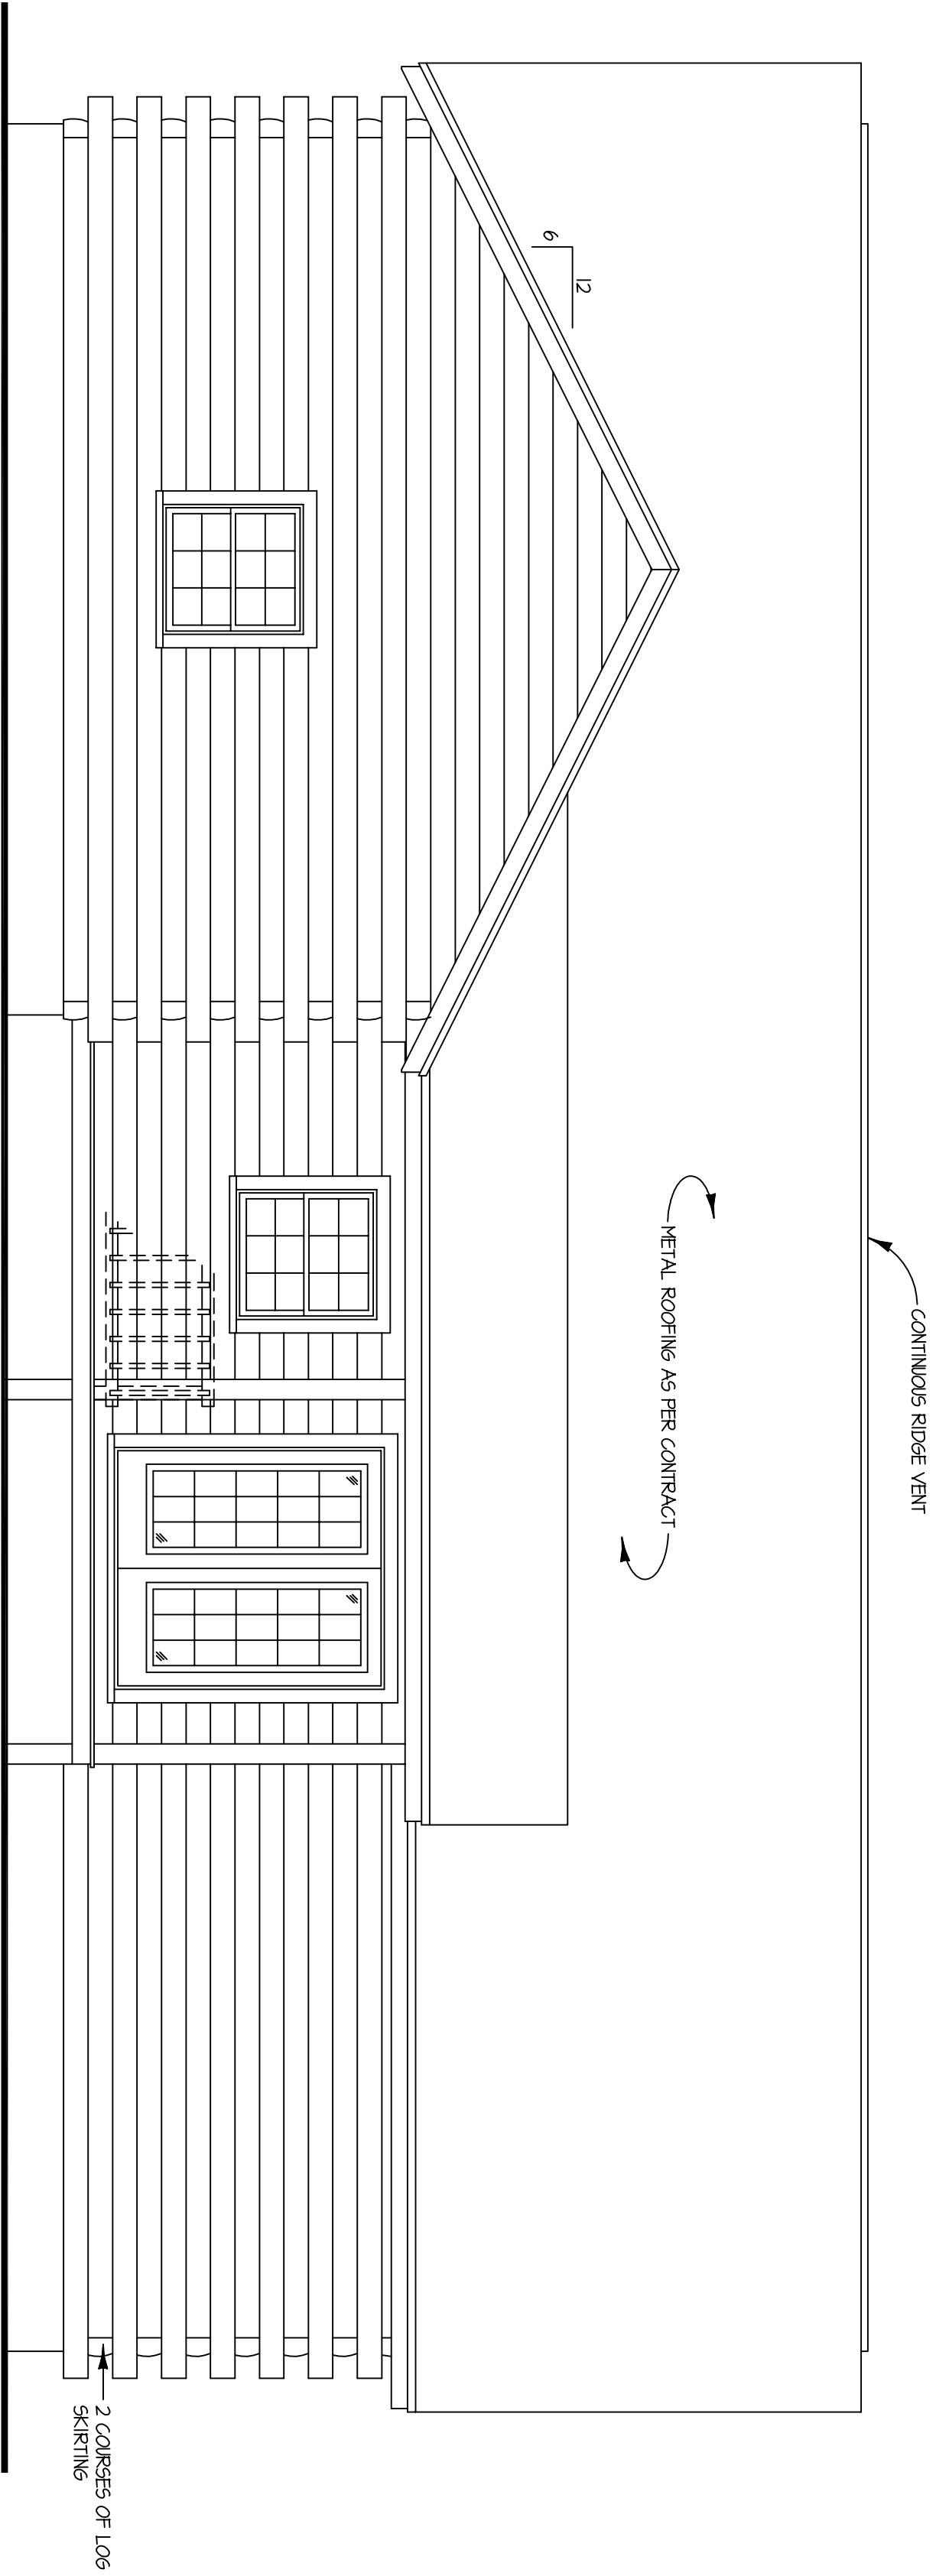 CONTINUOUS RIDGE VENT
METAL ROOFING AS PER CONTRACT
12
6
2 COURSES OF LOG
SKIRTING